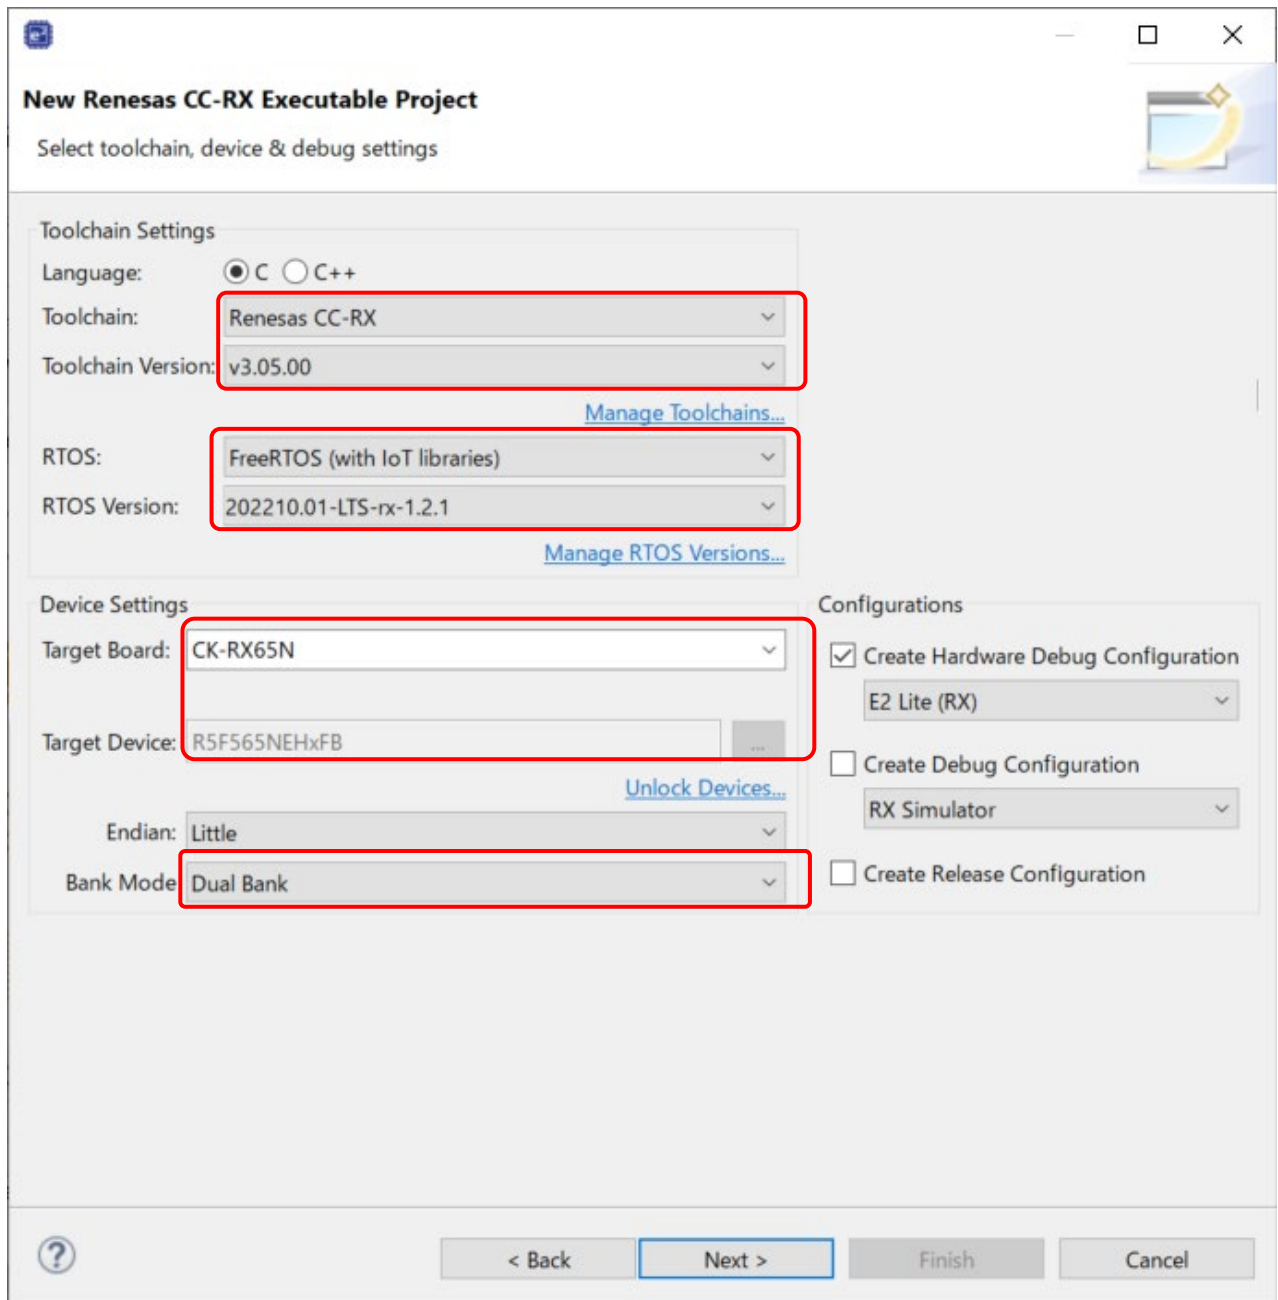 New Renesas CC-RX Executable Project
Select toolchain, device & debug settings
Toolchain Settings
Language: C C++
Toolchain: Renesas CC-RX
Toolchain Version: v3.05.00
Manage Toolchains...
RTOS: FreeRTOS (with IoT libraries)
RTOS Version: 202210.01-LTS-rx-1.2.1
Manage RTOS Versions...
Device Settings
Target Board: CK-RX65N
Target Device: R5F565NEHxFB ...
Unlock Devices...
Endian: Little
Bank Mode Dual Bank
Configurations
Create Hardware Debug Configuration
E2 Lite (RX)
Create Debug Configuration
RX Simulator
Create Release Configuration
? < Back Next > Finish Cancel